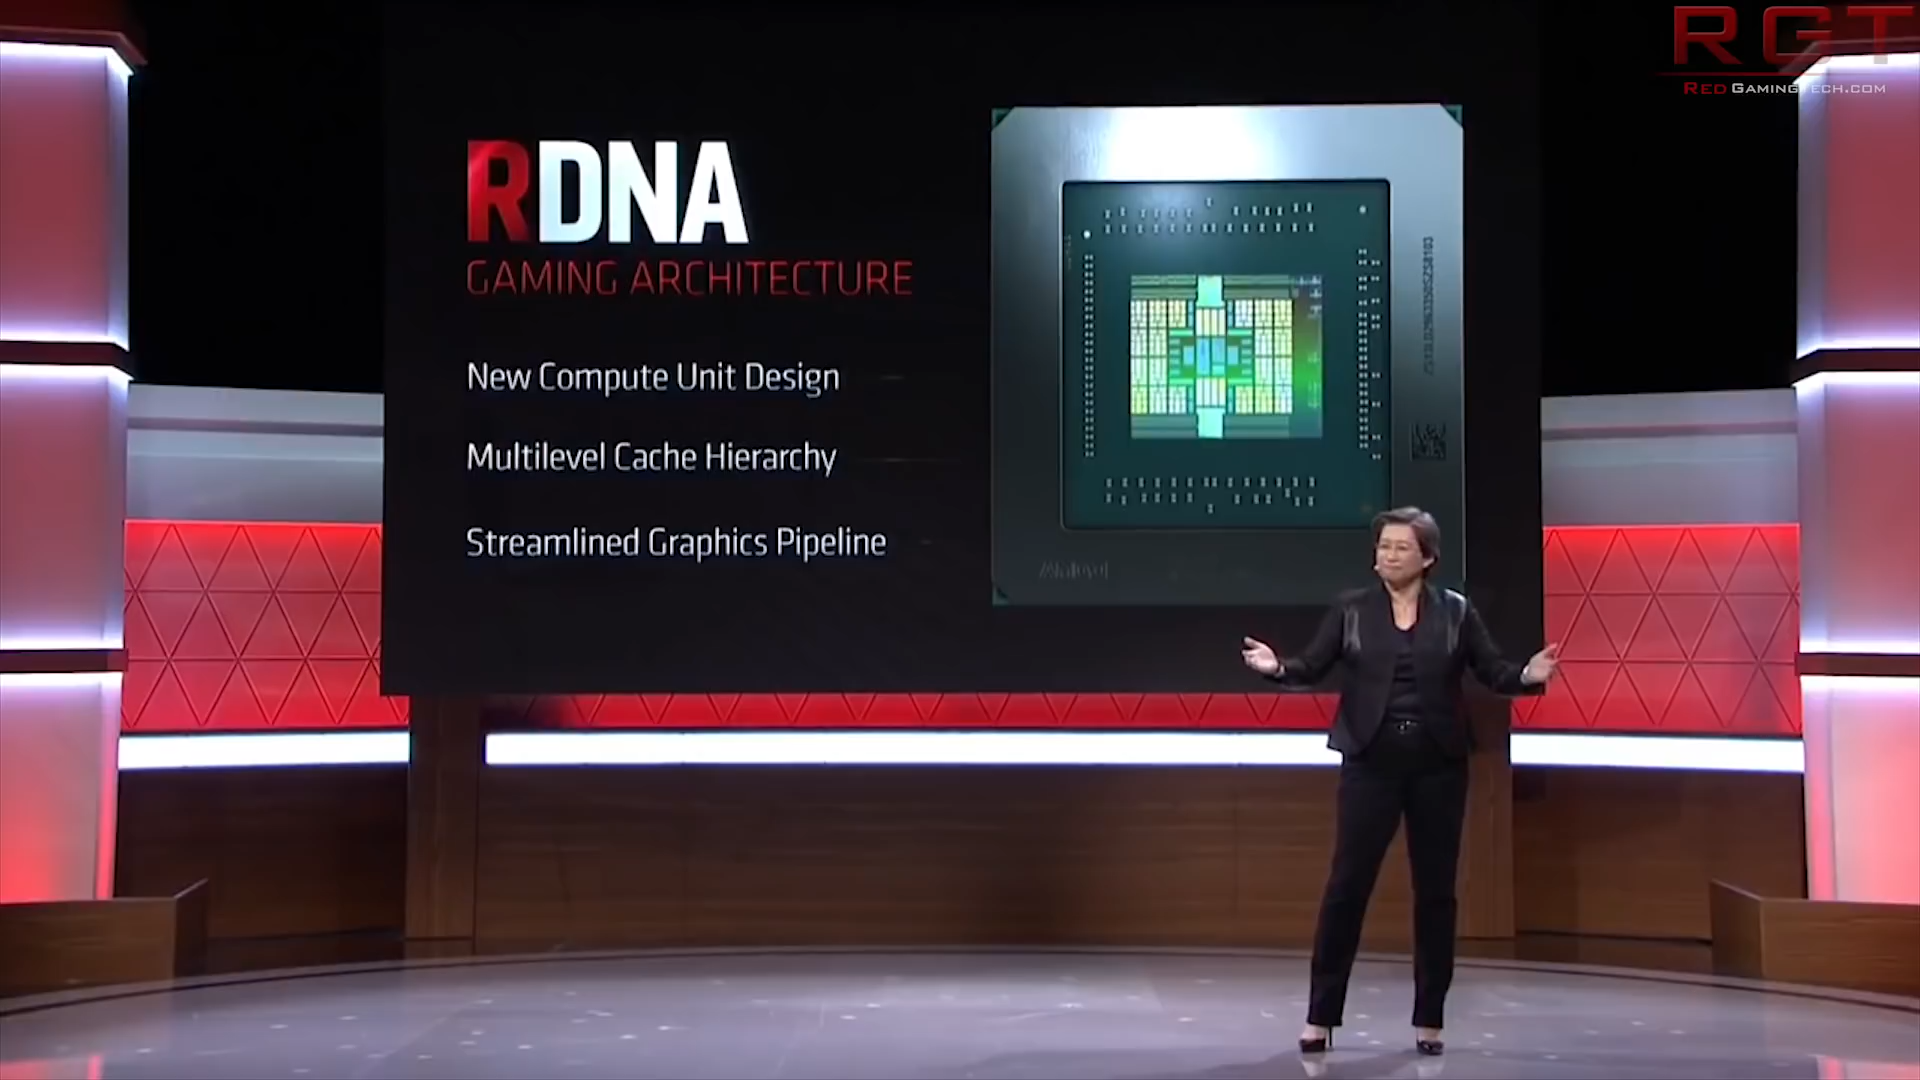 RGT
RED GAMINGTECH.COM
RDNA
GAMING ARCHITECTURE
New Compute Unit Design
Multilevel Cache Hierarchy
Streamlined Graphics Pipeline